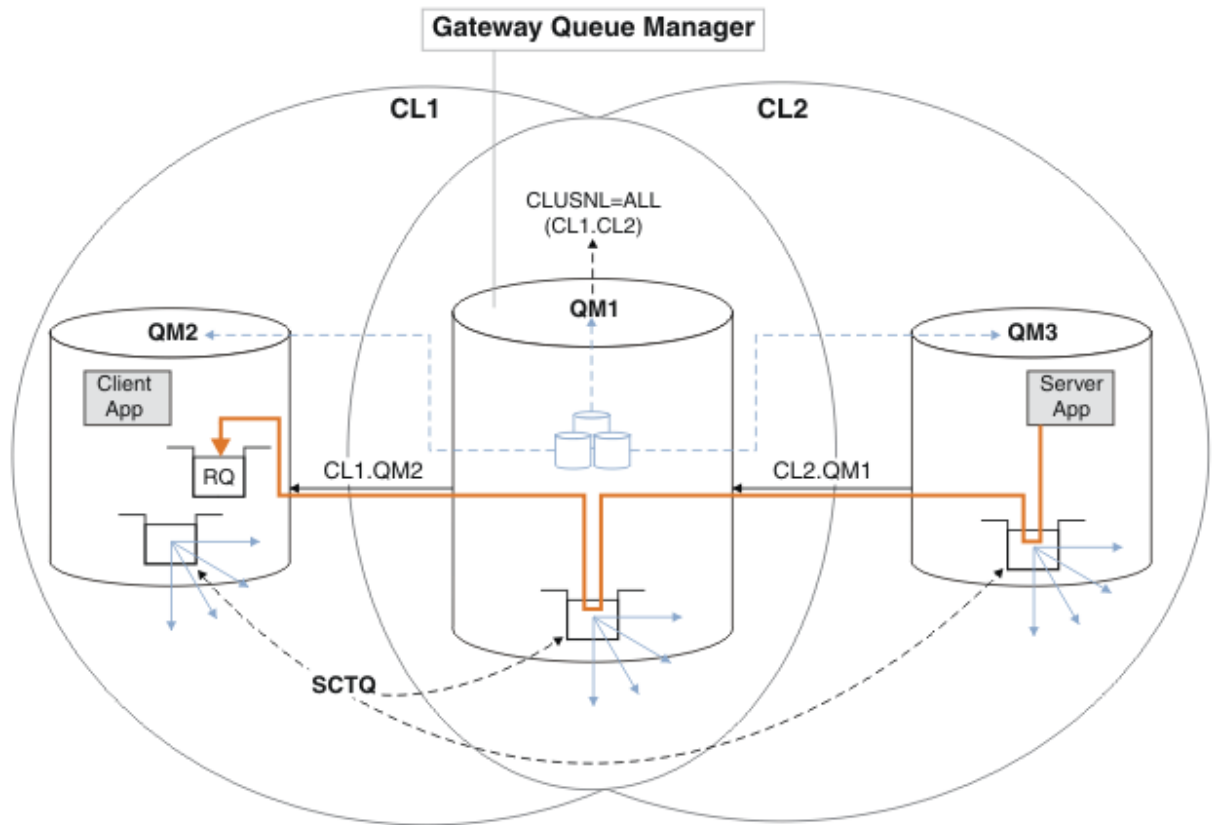 Gateway Queue Manager
CL1
CL2
CLUSNL=ALL
(CL1.CL2)
QM1
QM2
QM3
Client
App
Server
App
RQ
CL1.QM2
CL2.QM1
SCTQ